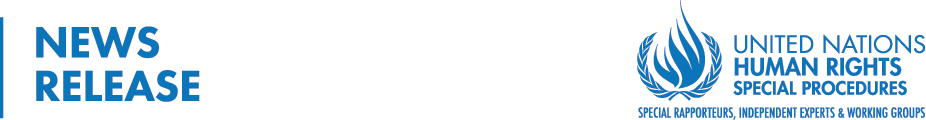 NEWS
RELEASE
UNITED NATIONS
HUMAN RIGHTS
SPECIAL PROCEDURES
SPECIAL RAPPORTEURS, INDEPENDENT EXPERTS & WORKING GROUPS